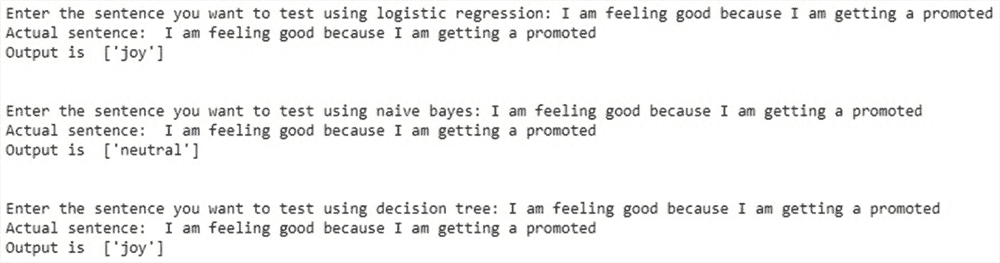 Enter the sentence you want to test using logistic regression: I am feeling good because I am getting a promoted
Actual sentence:  I am feeling good because I am getting a promoted
Output is  ['joy']
Enter the sentence you want to test using naive bayes: I am feeling good because I am getting a promoted
Actual sentence:  I am feeling good because I am getting a promoted
Output is  ['neutral']
Enter the sentence you want to test using decision tree: I am feeling good because I am getting a promoted
Actual sentence:  I am feeling good because I am getting a promoted
Output is  ['joy']